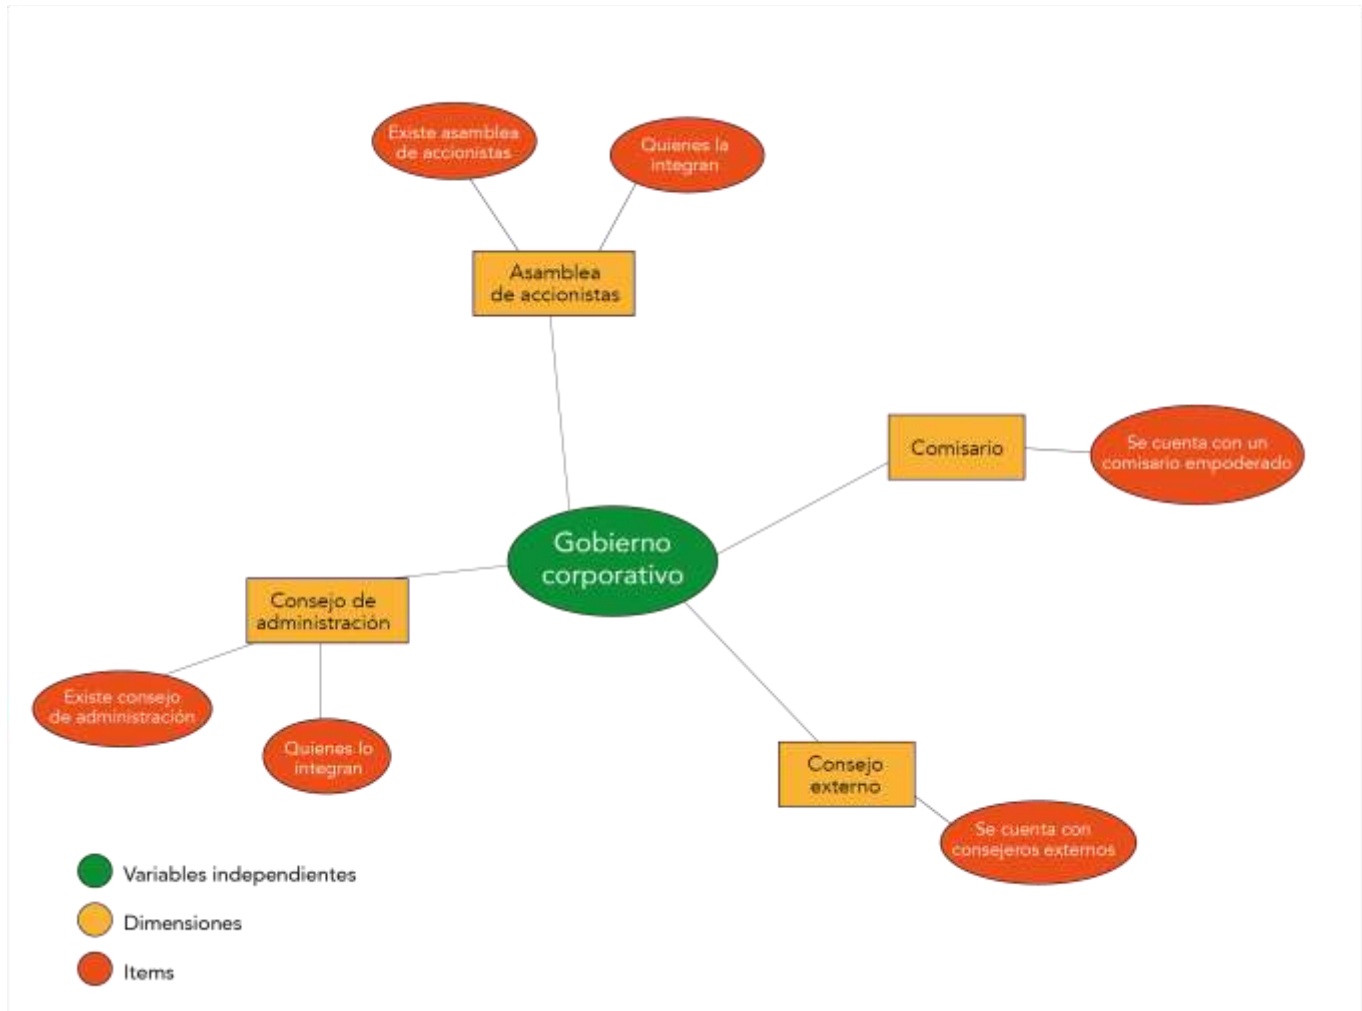 Existe asamblea
de accionistas
Quienes la
integran
Asamblea
de accionistas
Comisario
Se cuenta con un
comisario empoderado
Gobierno
corporativo
Consejo de
administración
Existe consejo
de administración
Quienes lo
integran
Consejo
externo
Se cuenta con
consejeros externos
Variables independientes
Dimensiones
Items